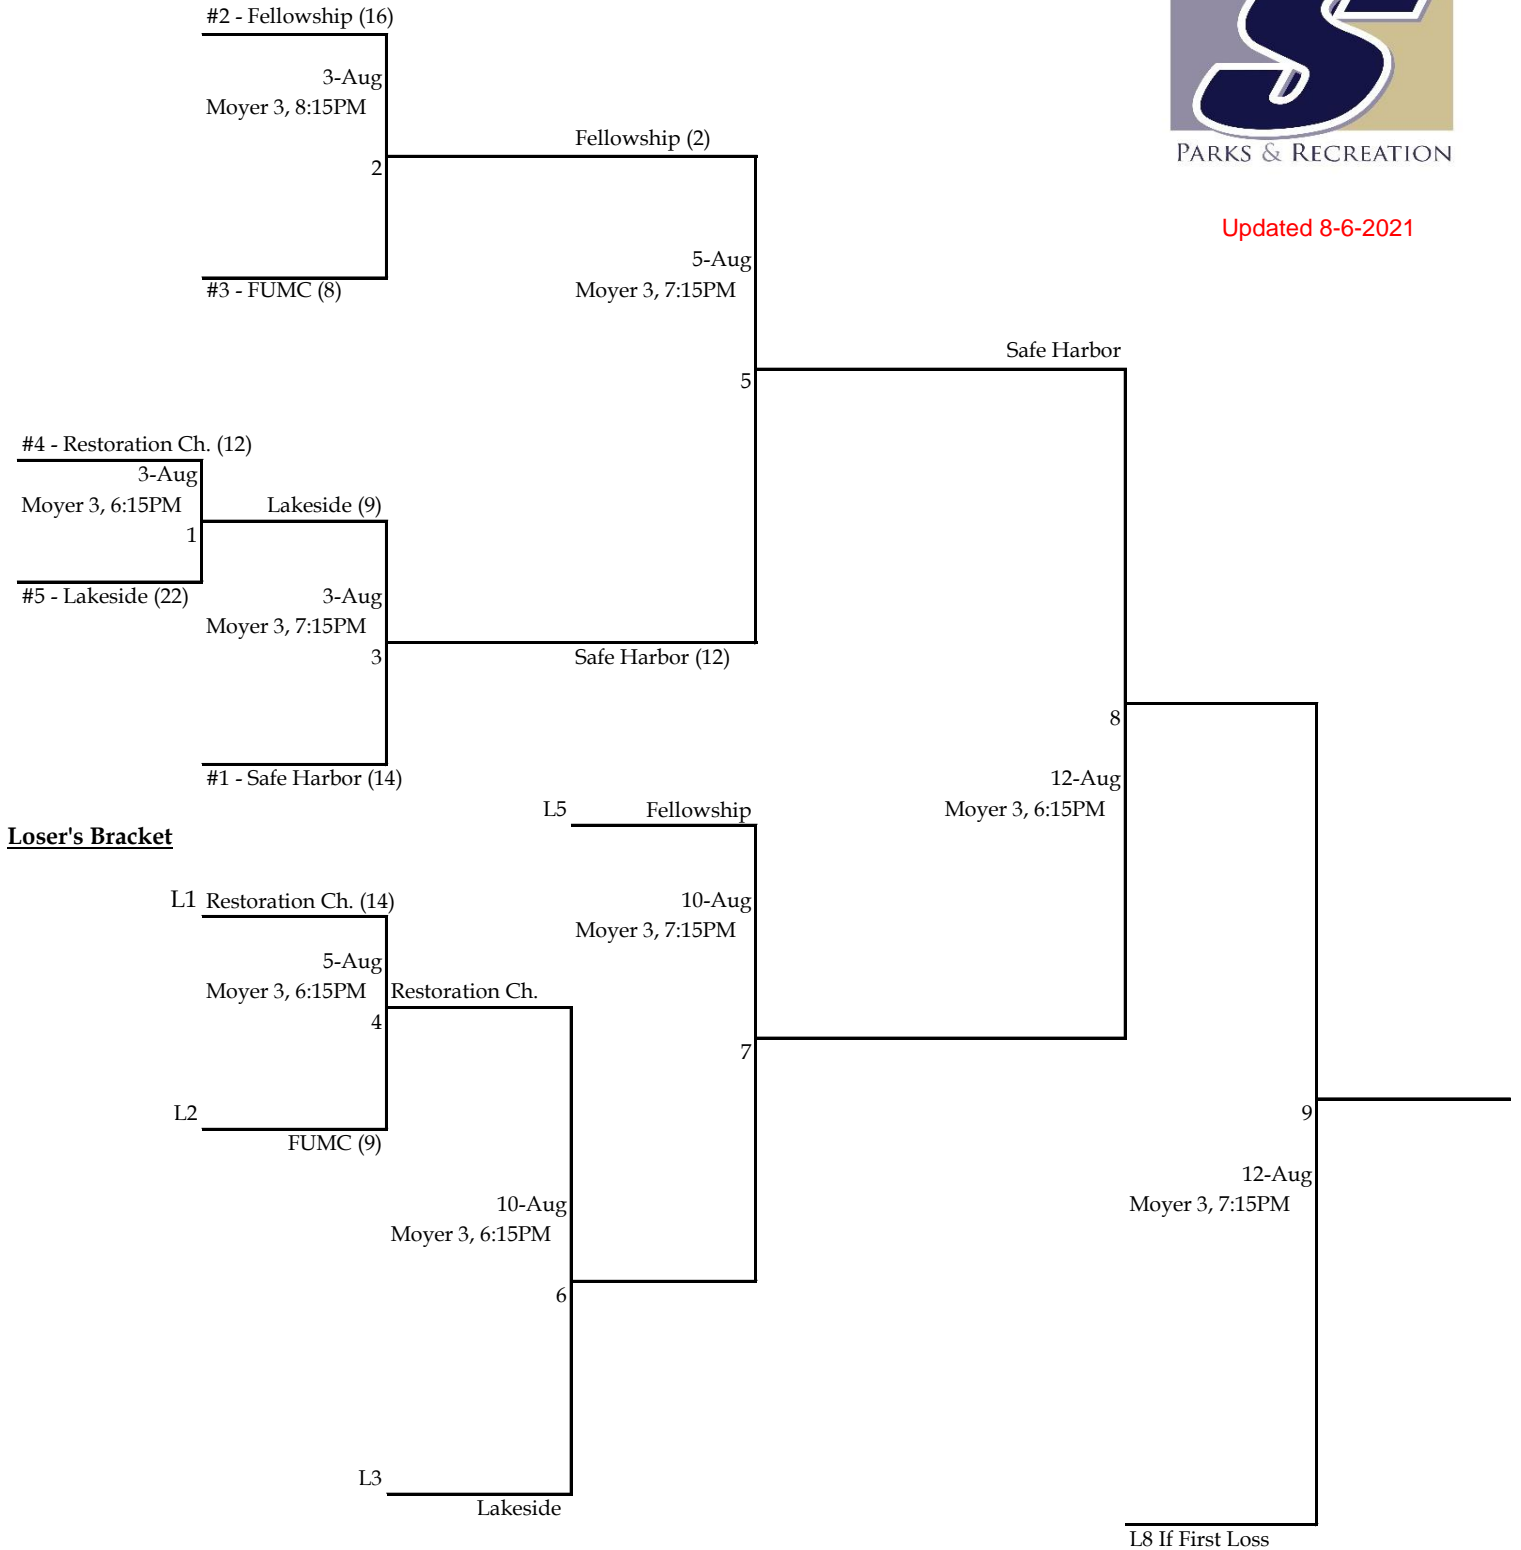 #2 - Fellowship (16)
3-Aug
Moyer 3, 8:15PM
2
#3 - FUMC (8)
Fellowship (2)
5-Aug
Moyer 3, 7:15PM
5
PARKS & RECREATION
Updated 8-6-2021
Safe Harbor
#4 - Restoration Ch. (12)
3-Aug
Moyer 3, 6:15PM
1
#5 - Lakeside (22)
Lakeside (9)
3-Aug
Moyer 3, 7:15PM
3
Safe Harbor (12)
#1 - Safe Harbor (14)
8
12-Aug
Moyer 3, 6:15PM
Loser's Bracket
L5 Fellowship
10-Aug
Moyer 3, 7:15PM
7
L1 Restoration Ch. (14)
5-Aug
Moyer 3, 6:15PM
4
L2
FUMC (9)
Restoration Ch.
10-Aug
Moyer 3, 6:15PM
6
L3
Lakeside
9
12-Aug
Moyer 3, 7:15PM
L8 If First Loss